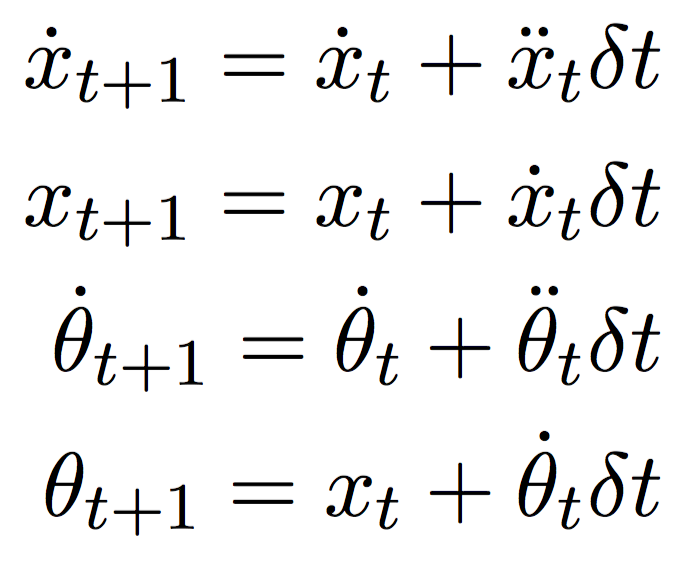 ẋ_{t+1} = ẋ_t + ẍ_t δt
x_{t+1} = x_t + ẋ_t δt
θ̇_{t+1} = θ̇_t + θ̈_t δt
θ_{t+1} = x_t + θ̇_t δt